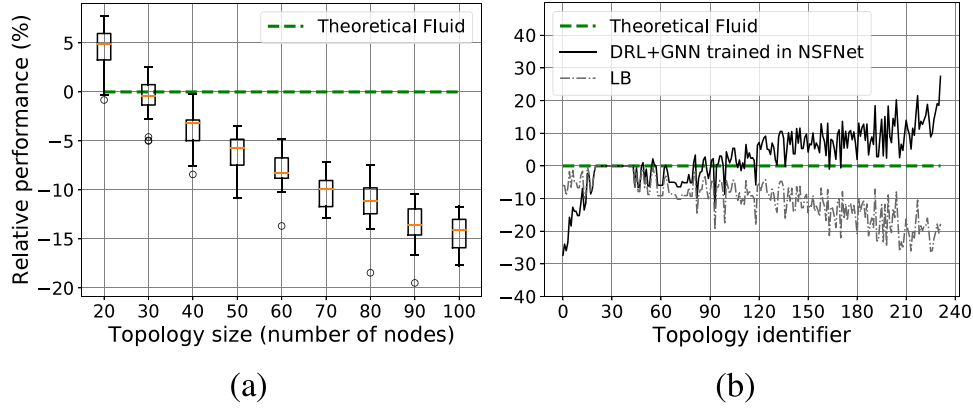 Relative performance (%)
5
0
−5
−10
−15
−20
Theoretical Fluid
20 30 40 50 60 70 80 90 100
Topology size (number of nodes)
(a)
40
30
20
10
0
−10
−20
−30
−40
Theoretical Fluid
DRL+GNN trained in NSFNet
LB
0 30 60 90 120 150 180 210 240
Topology identifier
(b)